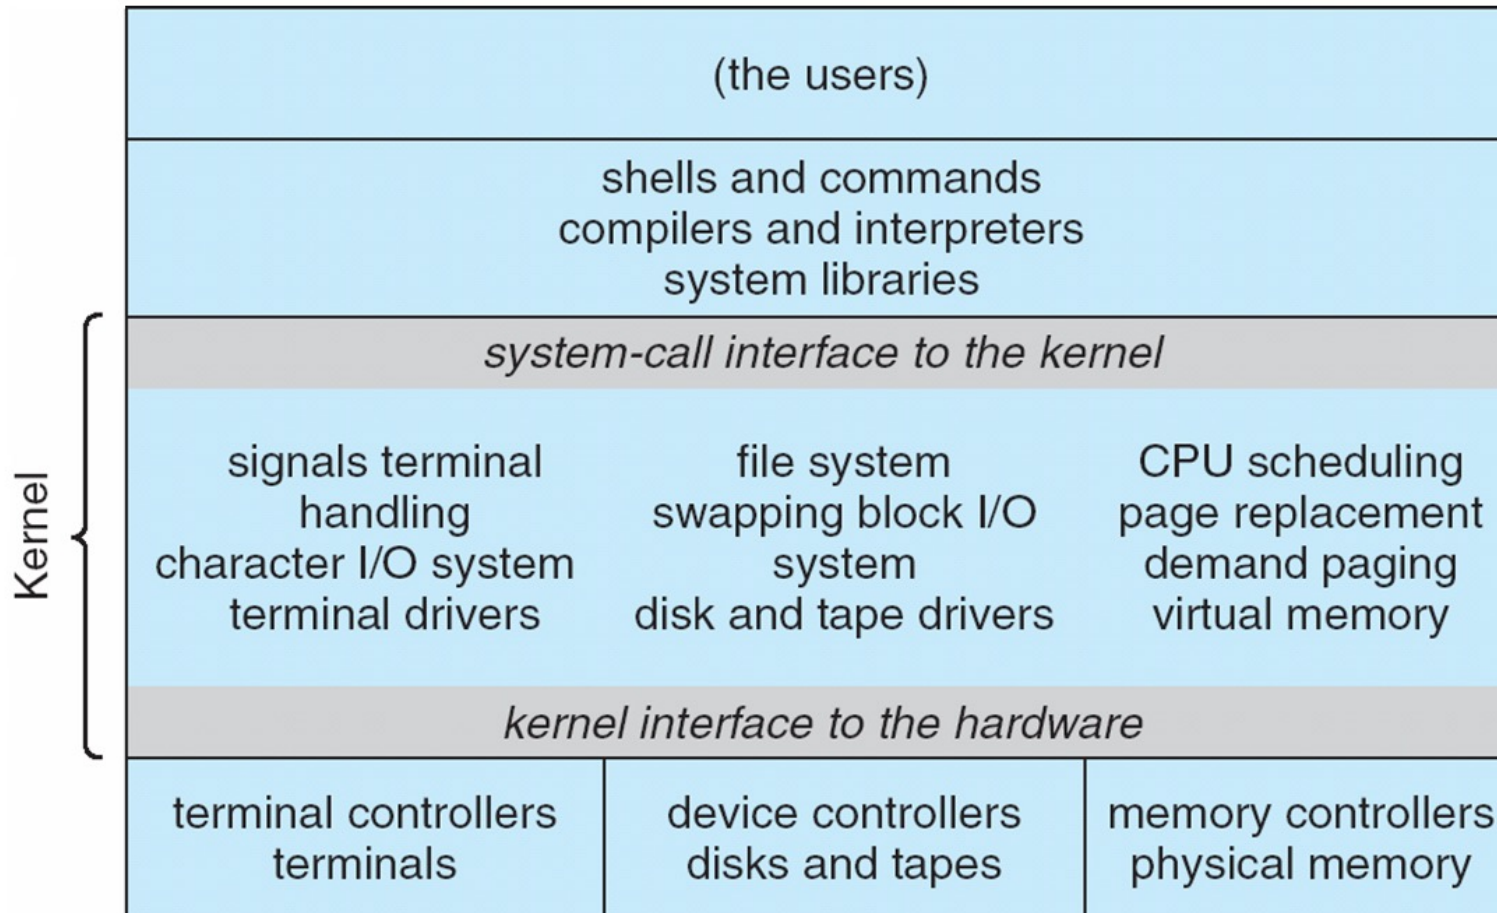 (the users)
shells and commands
compilers and interpreters
system libraries
Kernel
system-call interface to the kernel
signals terminal
handling
character I/O system
terminal drivers
file system
swapping block I/O
system
disk and tape drivers
CPU scheduling
page replacement
demand paging
virtual memory
kernel interface to the hardware
terminal controllers
terminals
device controllers
disks and tapes
memory controllers
physical memory